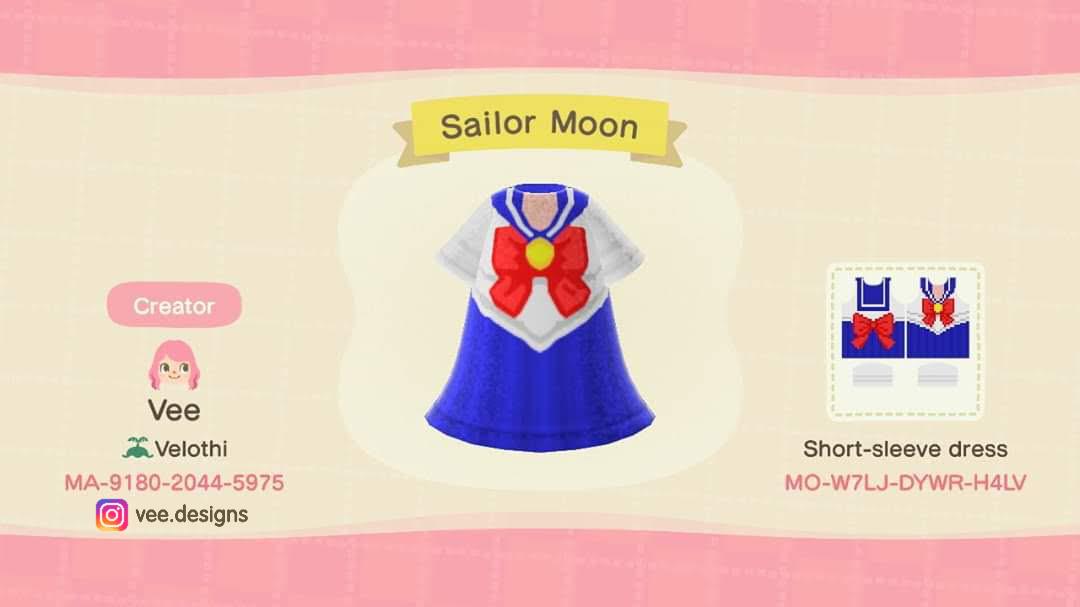 Sailor Moon
Creator
Vee
Velothi
MA-9180-2044-5975
vee.designs
Short-sleeve dress
MO-W7LJ-DYWR-H4LV